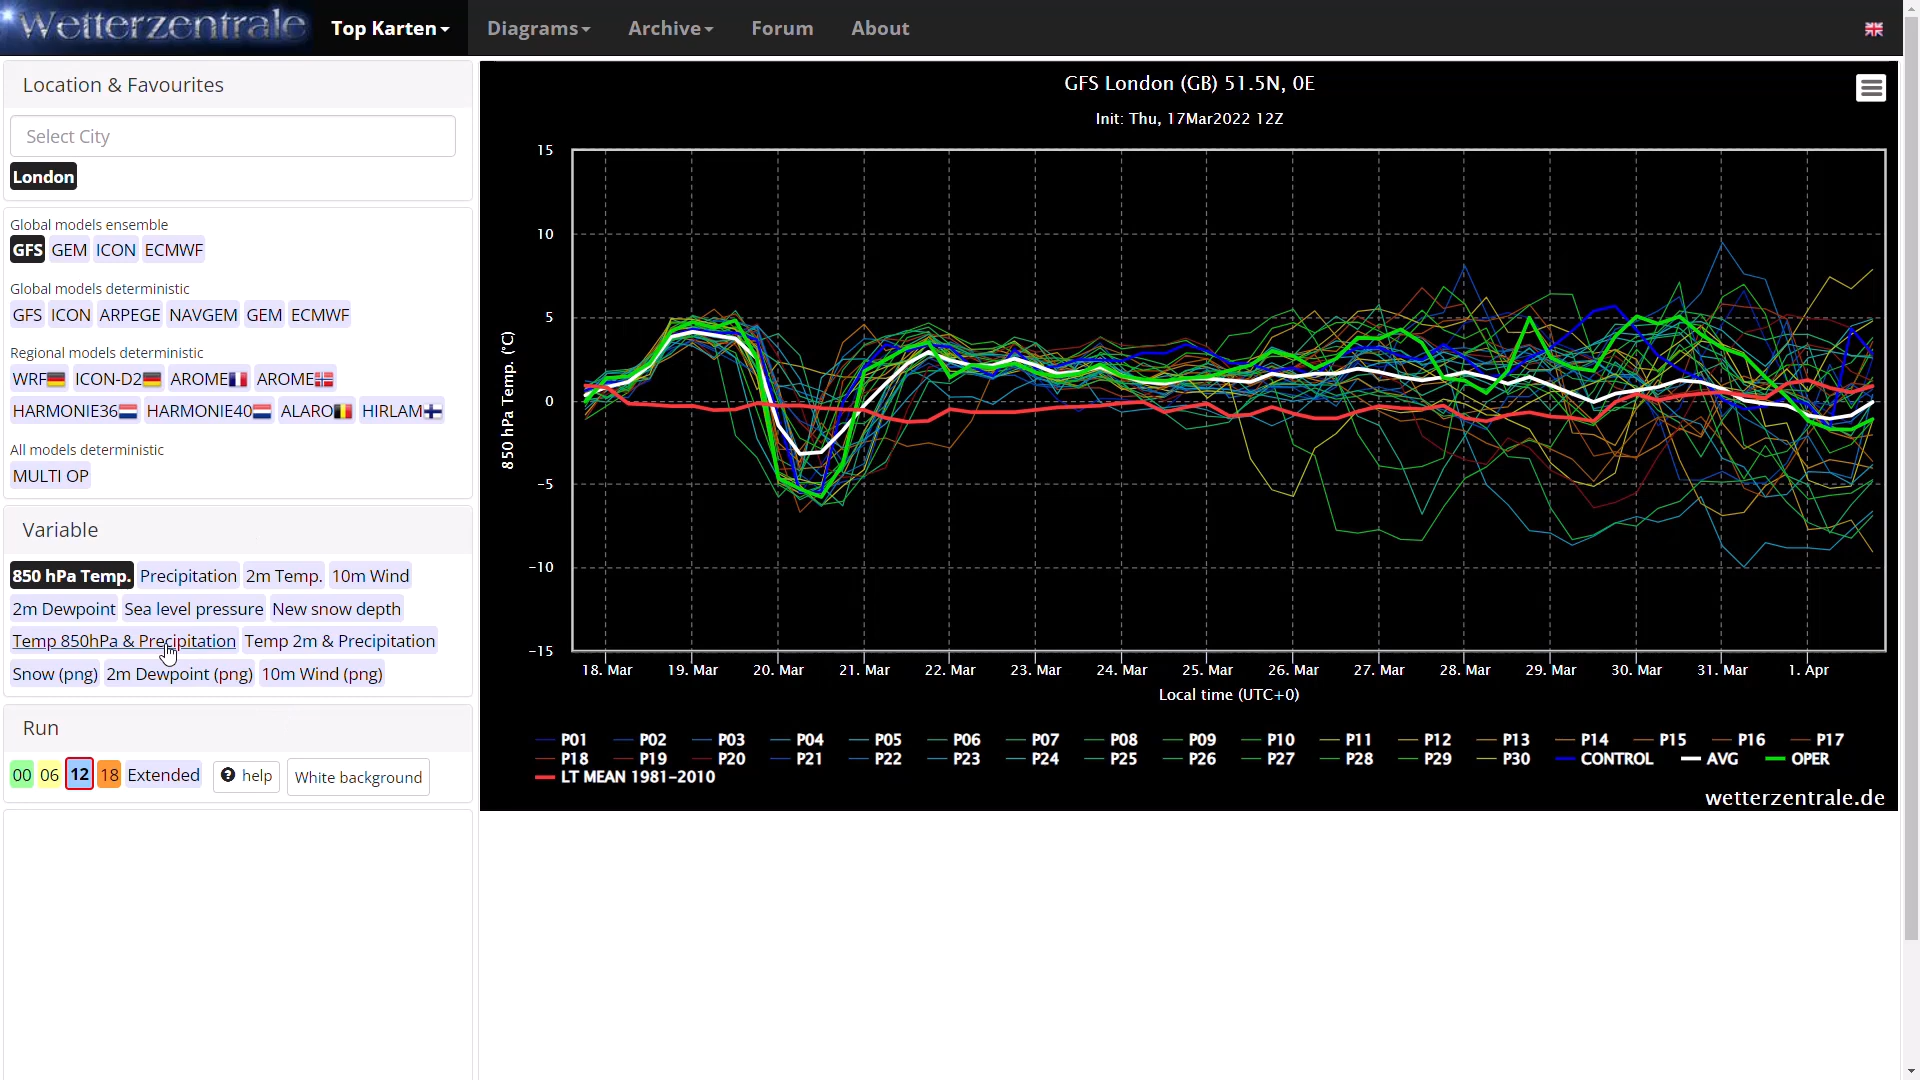 Wetterzentrale
Top Karten
Diagrams
Archive
Forum
About
Location & Favourites
Select City
London
Global models ensemble
GFS GEM ICON ECMWF
Global models deterministic
GFS ICON ARPEGE NAVGEM GEM ECMWF
Regional models deterministic
WRF ICON-D2 AROME AROME
HARMONIE36 HARMONIE40 ALARO HIRLAM
All models deterministic
MULTI OP
Variable
850 hPa Temp. Precipitation 2m Temp. 10m Wind
2m Dewpoint Sea level pressure New snow depth
Temp 850hPa & Precipitation Temp 2m & Precipitation
Snow (png) 2m Dewpoint (png) 10m Wind (png)
Run
00 06 12 18 Extended help White background
GFS London (GB) 51.5N, 0E
Init: Thu, 17Mar2022 12Z
850 hPa Temp. (°C)
15
10
5
0
-5
-10
-15
18. Mar 19. Mar 20. Mar 21. Mar 22. Mar 23. Mar 24. Mar 25. Mar 26. Mar 27. Mar 28. Mar 29. Mar 30. Mar 31. Mar 1. Apr
Local time (UTC+0)
P01 P02 P03 P04 P05 P06 P07 P08 P09 P10 P11 P12 P13 P14 P15 P16 P17
P18 P19 P20 P21 P22 P23 P24 P25 P26 P27 P28 P29 P30 CONTROL AVG OPER
LT MEAN 1981-2010
wetterzentrale.de